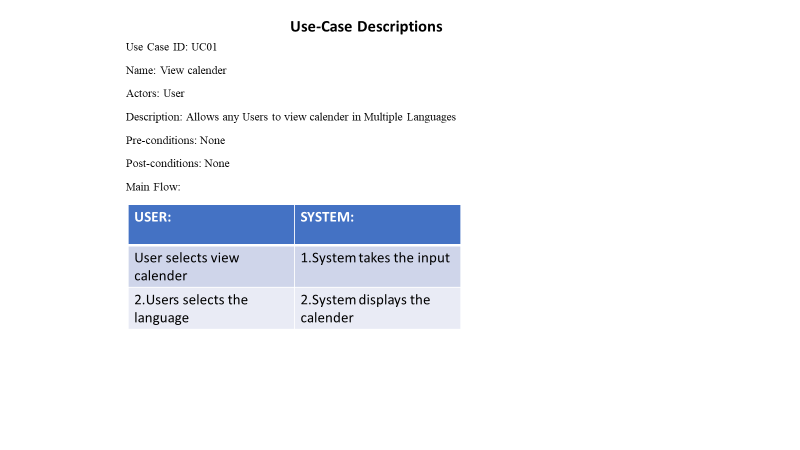 Use-Case Descriptions
Use Case ID: UC01
Name: View calender
Actors: User
Description: Allows any Users to view calender in Multiple Languages
Pre-conditions: None
Post-conditions: None
Main Flow:
USER:
SYSTEM:
User selects view
calender
1.System takes the input
2.Users selects the
language
2.System displays the
calender